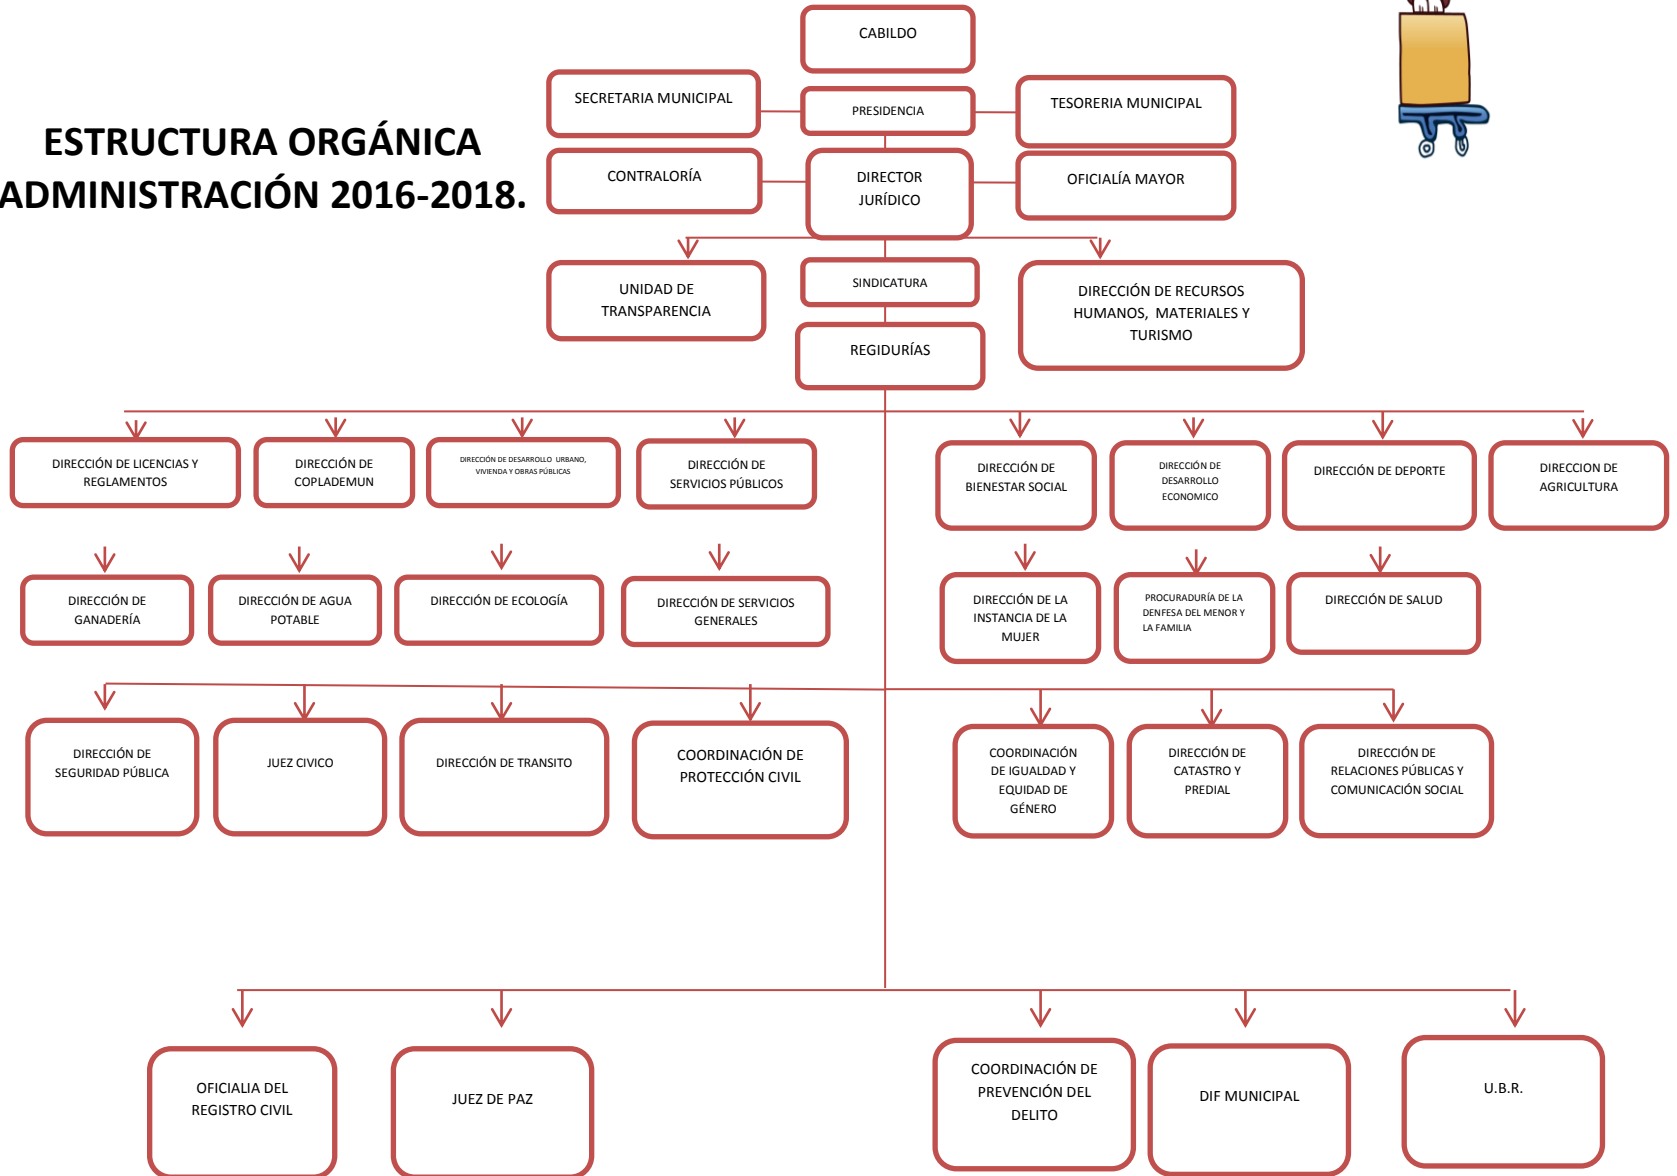 CABILDO
SECRETARIA MUNICIPAL
PRESIDENCIA
TESORERIA MUNICIPAL
ESTRUCTURA ORGÁNICA
ADMINISTRACIÓN 2016-2018.
CONTRALORÍA
DIRECTOR
JURÍDICO
OFICIALÍA MAYOR
UNIDAD DE
TRANSPARENCIA
SINDICATURA
DIRECCIÓN DE RECURSOS
HUMANOS, MATERIALES Y
TURISMO
REGIDURÍAS
DIRECCIÓN DE LICENCIAS Y
REGLAMENTOS
DIRECCIÓN DE
COPLADEMUN
DIRECCIÓN DE DESARROLLO URBANO,
VIVIENDA Y OBRAS PÚBLICAS
DIRECCIÓN DE
SERVICIOS PÚBLICOS
DIRECCIÓN DE
BIENESTAR SOCIAL
DIRECCIÓN DE
DESARROLLO
ECONOMICO
DIRECCIÓN DE DEPORTE
DIRECCION DE
AGRICULTURA
DIRECCIÓN DE
GANADERÍA
DIRECCIÓN DE AGUA
POTABLE
DIRECCIÓN DE ECOLOGÍA
DIRECCIÓN DE SERVICIOS
GENERALES
DIRECCIÓN DE LA
INSTANCIA DE LA
MUJER
PROCURADURÍA DE LA
DENFESA DEL MENOR Y
LA FAMILIA
DIRECCIÓN DE SALUD
DIRECCIÓN DE
SEGURIDAD PÚBLICA
JUEZ CIVICO
DIRECCIÓN DE TRANSITO
COORDINACIÓN DE
PROTECCIÓN CIVIL
COORDINACIÓN
DE IGUALDAD Y
EQUIDAD DE
GÉNERO
DIRECCIÓN DE
CATASTRO Y
PREDIAL
DIRECCIÓN DE
RELACIONES PÚBLICAS Y
COMUNICACIÓN SOCIAL
OFICIALIA DEL
REGISTRO CIVIL
JUEZ DE PAZ
COORDINACIÓN DE
PREVENCIÓN DEL
DELITO
DIF MUNICIPAL
U.B.R.